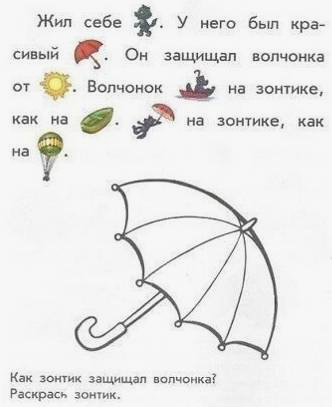 Жил себе . У него был кра-
сивый . Он защищал волчонка
от . Волчонок на зонтике,
как на . на зонтике, как
на .
Как зонтик защищал волчонка?
Раскрась зонтик.